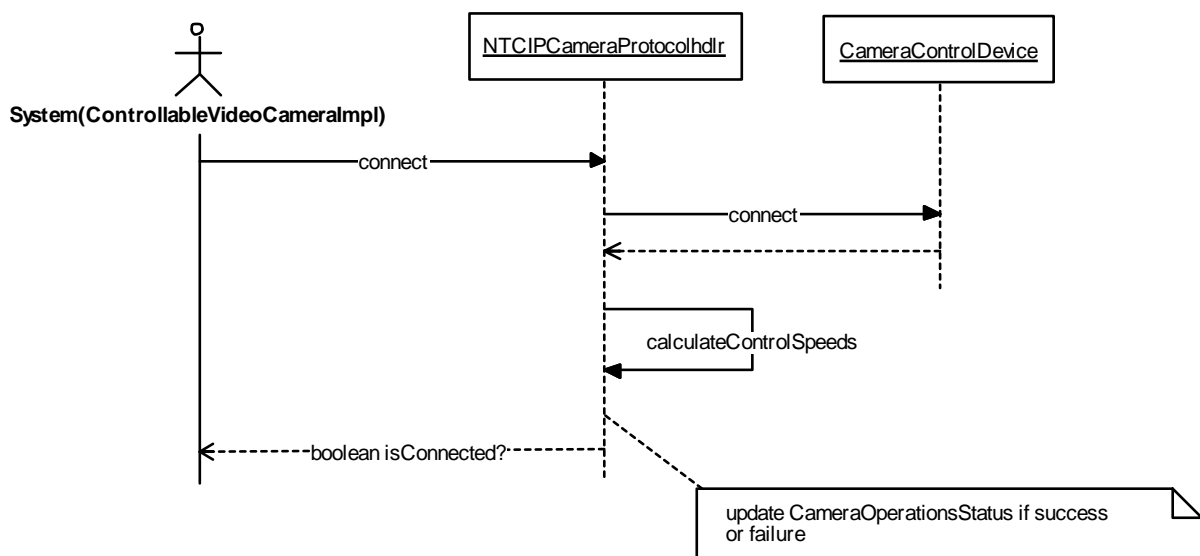 NTCIPCameraProtocolhdlr
CameraControlDevice
System(ControllableVideoCameraImpl)
connect
connect
calculateControlSpeeds
boolean isConnected?
update CameraOperationsStatus if success
or failure